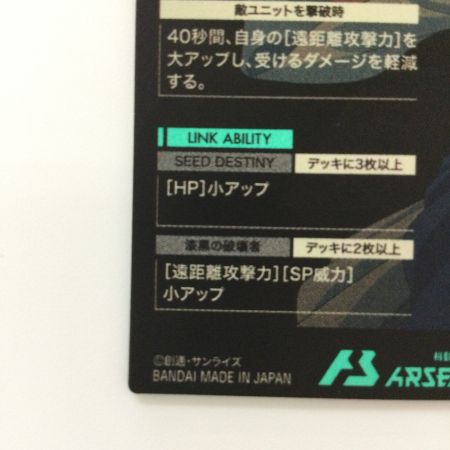 敵ユニットを撃破時
40秒間、自身の[遠距離攻撃力]を
大アップし、受けるダメージを軽減
する。
LINK ABILITY
SEED DESTINY デッキに3枚以上
[HP]小アップ
漆黒の破壊者 デッキに2枚以上
[遠距離攻撃力][SP威力]
小アップ
©創通・サンライズ
BANDAI MADE IN JAPAN
ARSE